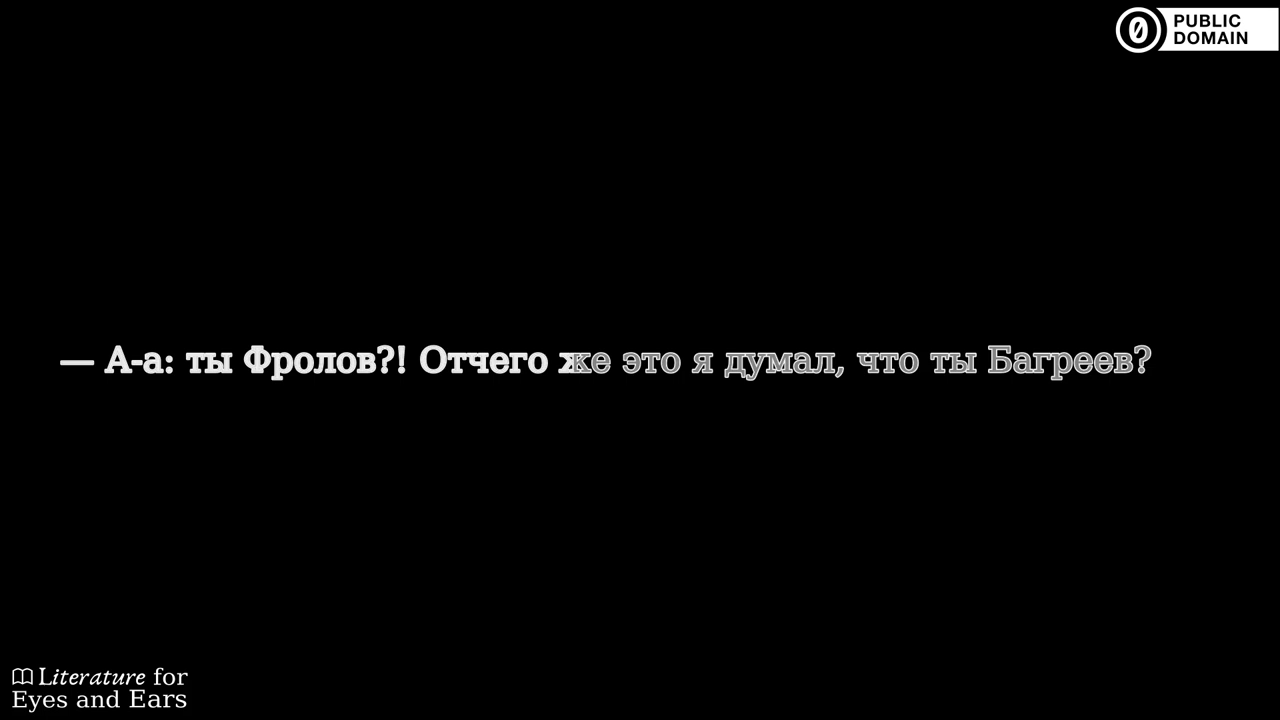 PUBLIC
DOMAIN
— А-а: ты Фролов?! Отчего же это я думал, что ты Багреев?
Literature for
Eyes and Ears